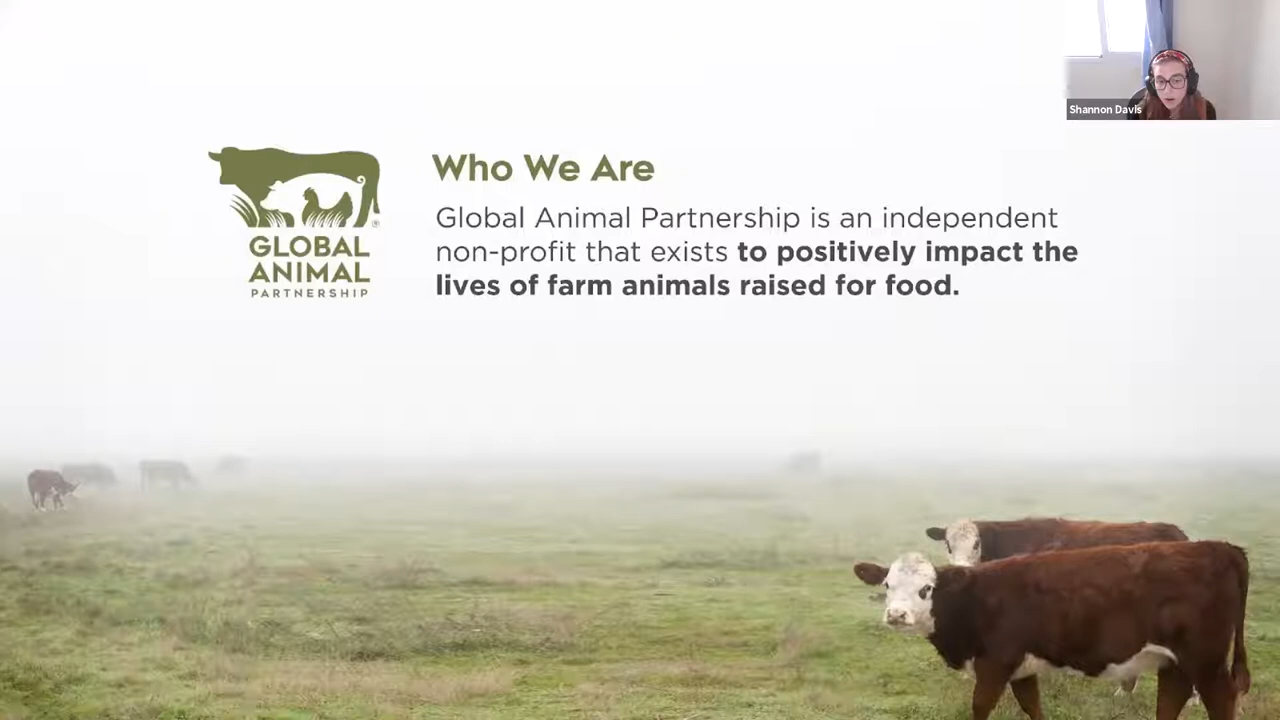 Shannon Davis
Who We Are
Global Animal Partnership is an independent
non-profit that exists to positively impact the
lives of farm animals raised for food.
®
GLOBAL
ANIMAL
PARTNERSHIP